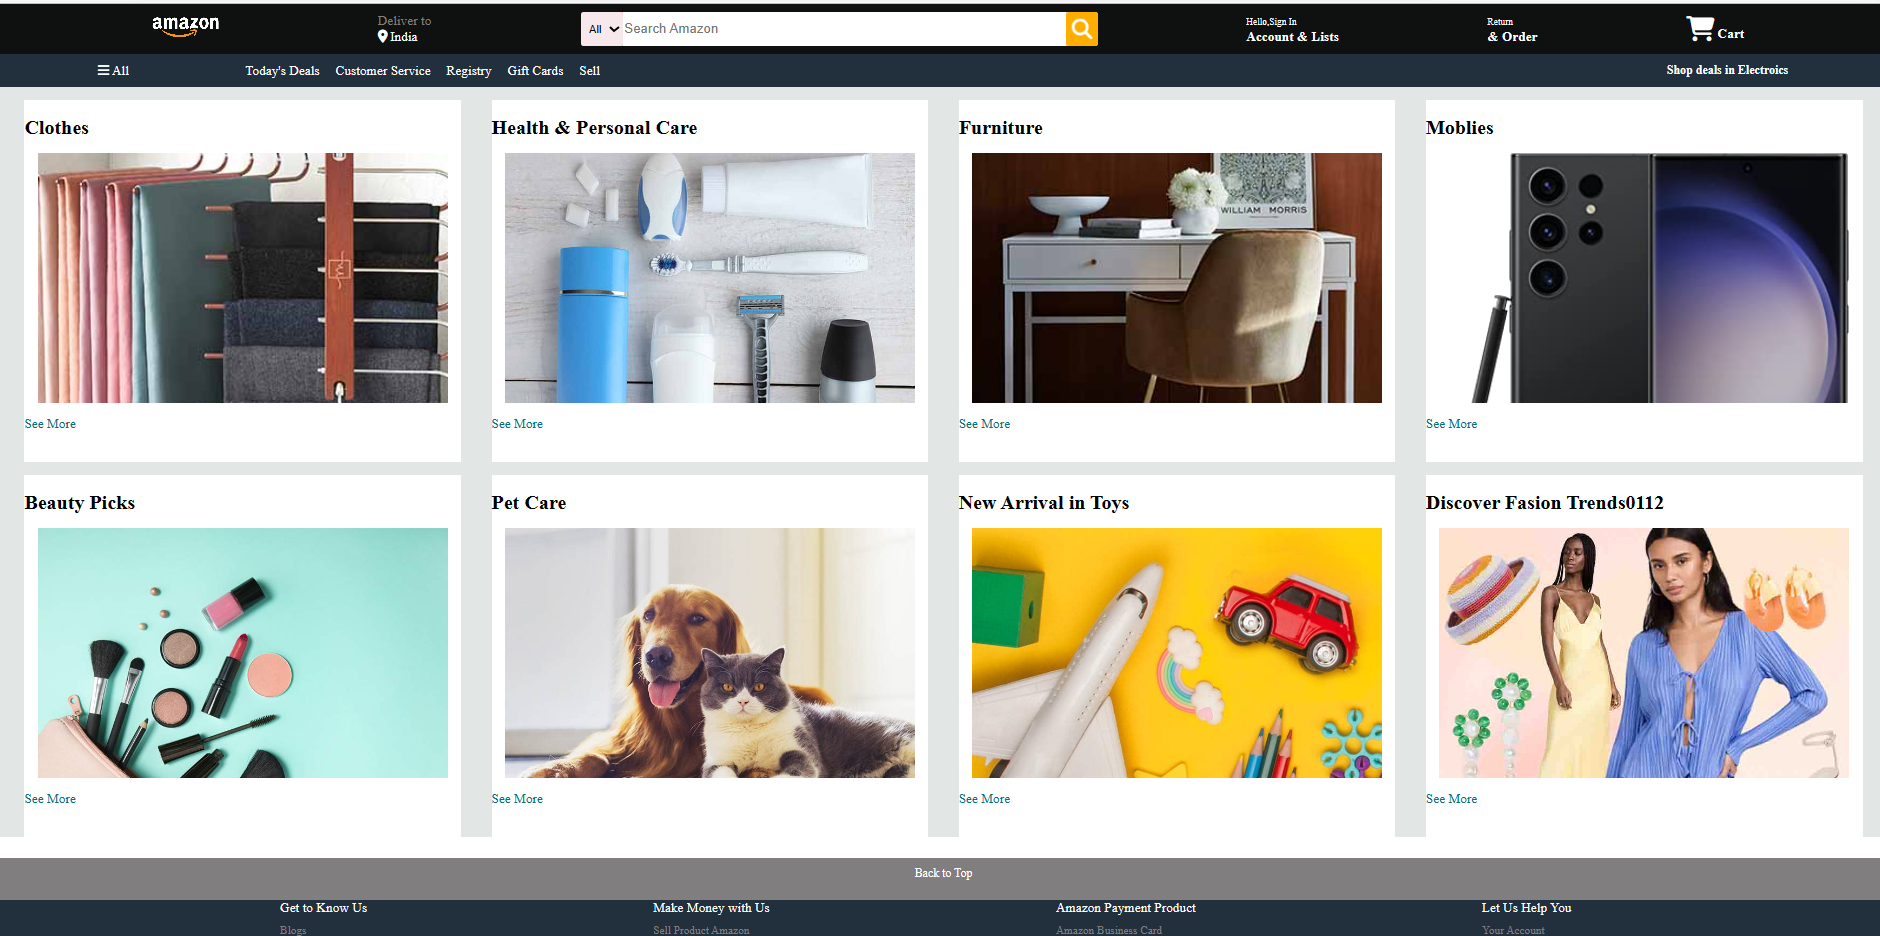 amazon
Deliver to
India
All
Search Amazon
Hello,Sign In
Account & Lists
Return
& Order
Cart
All
Today's Deals
Customer Service
Registry
Gift Cards
Sell
Shop deals in Electroics
Clothes
Health & Personal Care
Furniture
Moblies
WILLIAM MORRIS
See More
See More
See More
See More
Beauty Picks
Pet Care
New Arrival in Toys
Discover Fasion Trends0112
See More
See More
See More
See More
Back to Top
Get to Know Us
Make Money with Us
Amazon Payment Product
Let Us Help You
Blogs
Sell Product Amazon
Amazon Business Card
Your Account